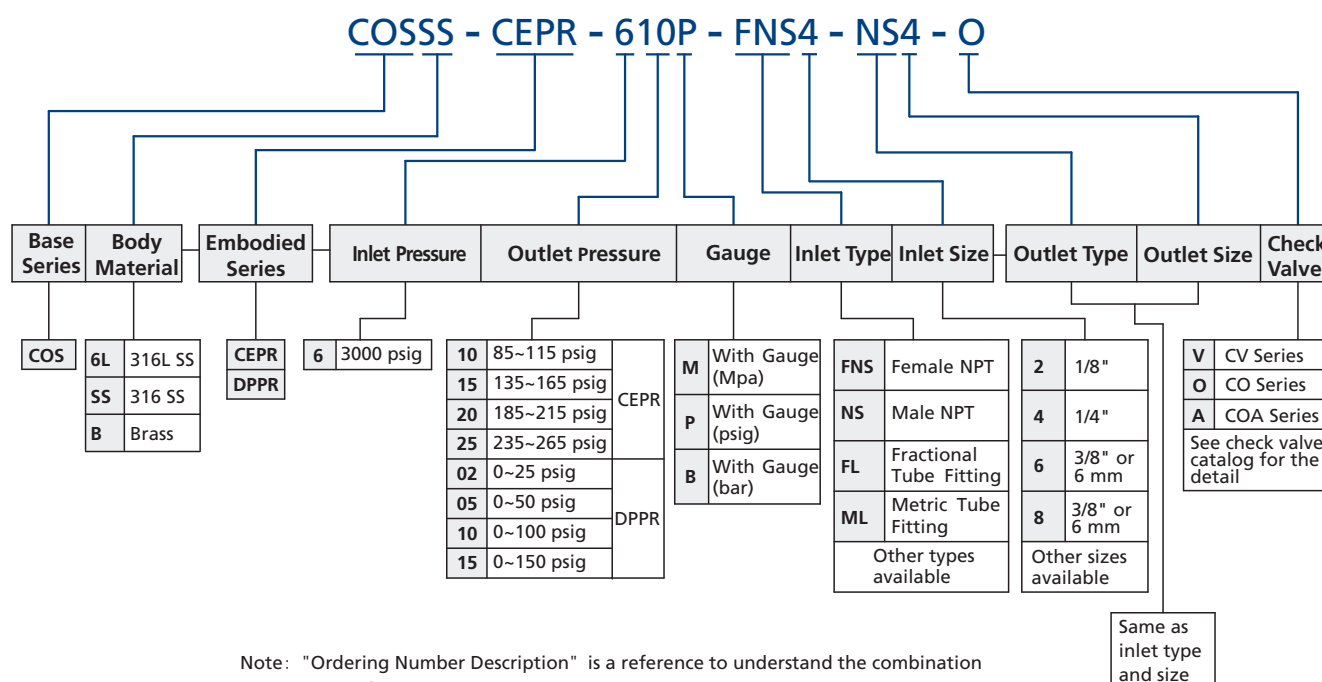 COSSS - CEPR - 610P - FNS4 - NS4 - O
Base Series
Body Material
Embodied Series
Inlet Pressure
Outlet Pressure
Gauge
Inlet Type
Inlet Size
Outlet Type
Outlet Size
Check Valve
COS
6L 316L SS
SS 316 SS
B Brass
CEPR
DPPR
6 3000 psig
10 85~115 psig
15 135~165 psig
20 185~215 psig
25 235~265 psig
CEPR
02 0~25 psig
05 0~50 psig
10 0~100 psig
15 0~150 psig
DPPR
M With Gauge (Mpa)
P With Gauge (psig)
B With Gauge (bar)
FNS Female NPT
NS Male NPT
FL Fractional Tube Fitting
ML Metric Tube Fitting
Other types available
2 1/8"
4 1/4"
6 3/8" or 6 mm
8 3/8" or 6 mm
Other sizes available
Same as inlet type and size
V CV Series
O CO Series
A COA Series
See check valve catalog for the detail
Note: "Ordering Number Description" is a reference to understand the combination